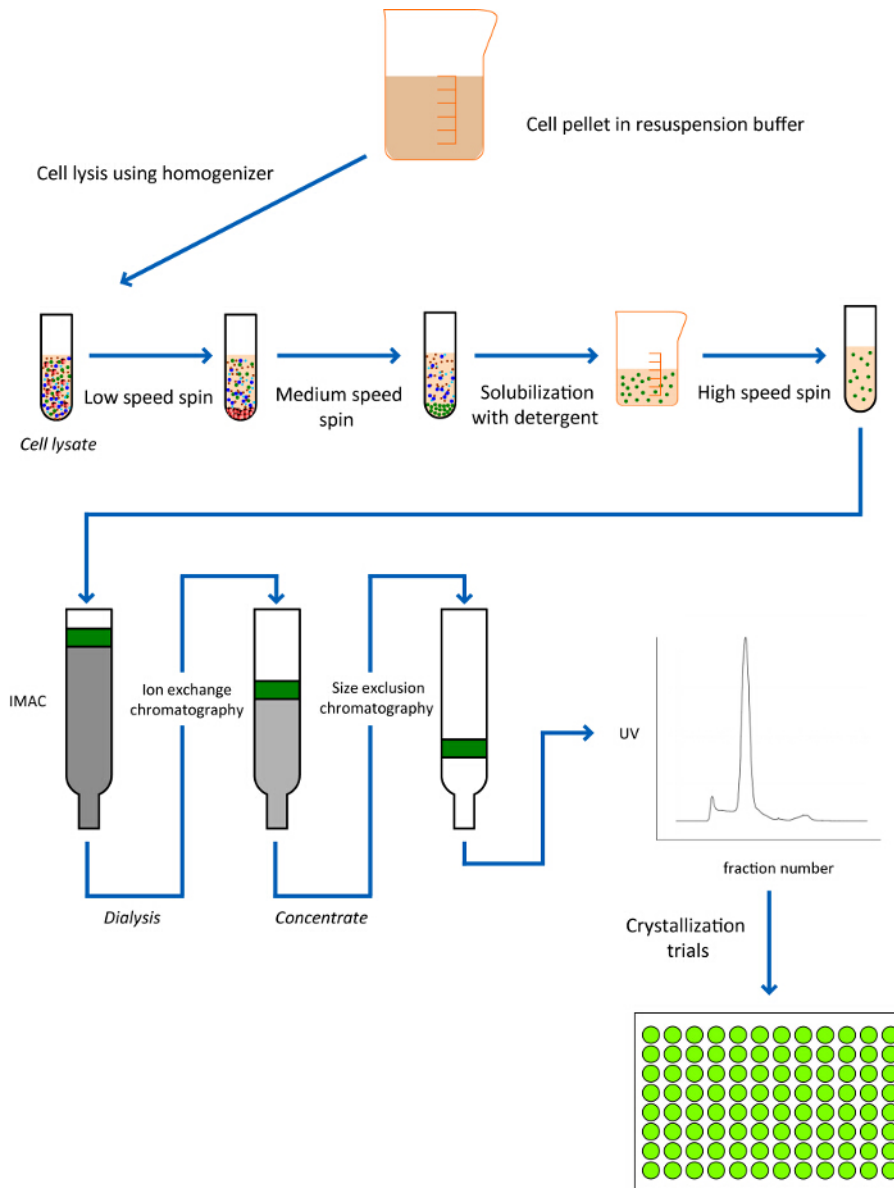 Cell pellet in resuspension buffer
Cell lysis using homogenizer
Low speed spin
Medium speed
spin
Solubilization
with detergent
High speed spin
Cell lysate
IMAC
Ion exchange
chromatography
Size exclusion
chromatography
UV
fraction number
Dialysis
Concentrate
Crystallization
trials